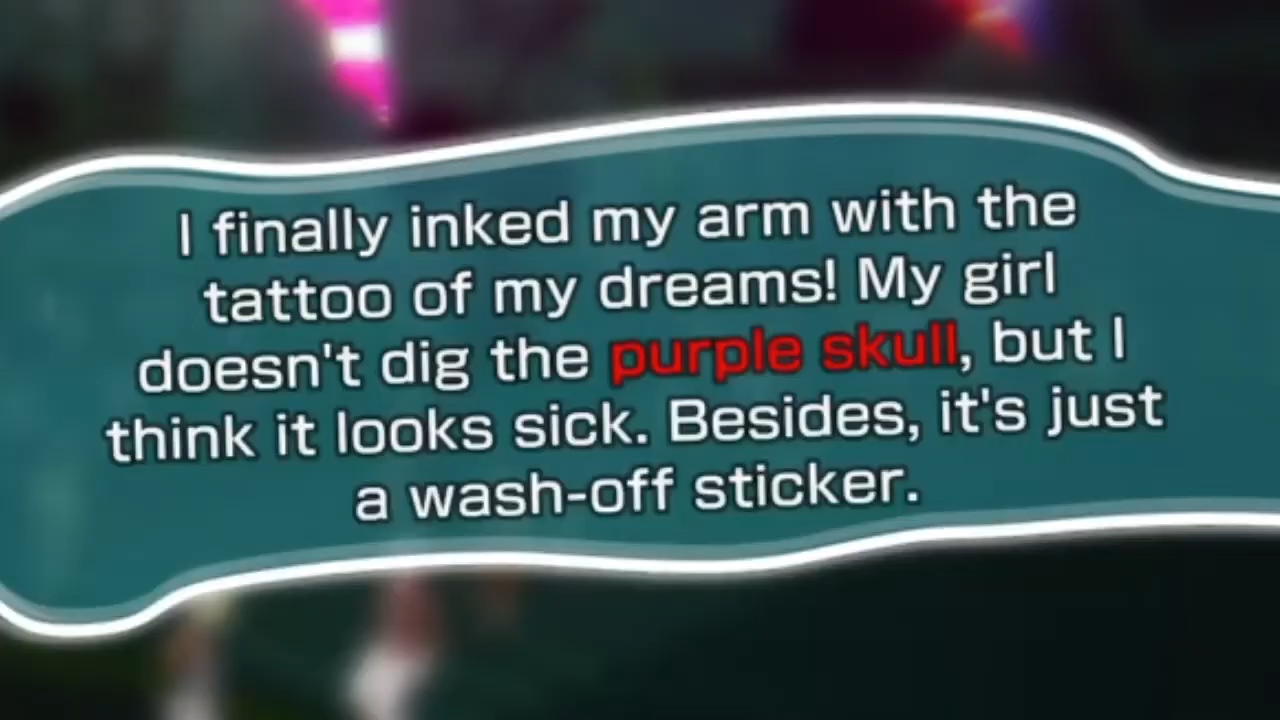 I finally inked my arm with the
tattoo of my dreams! My girl
doesn't dig the purple skull, but I
think it looks sick. Besides, it's just
a wash-off sticker.